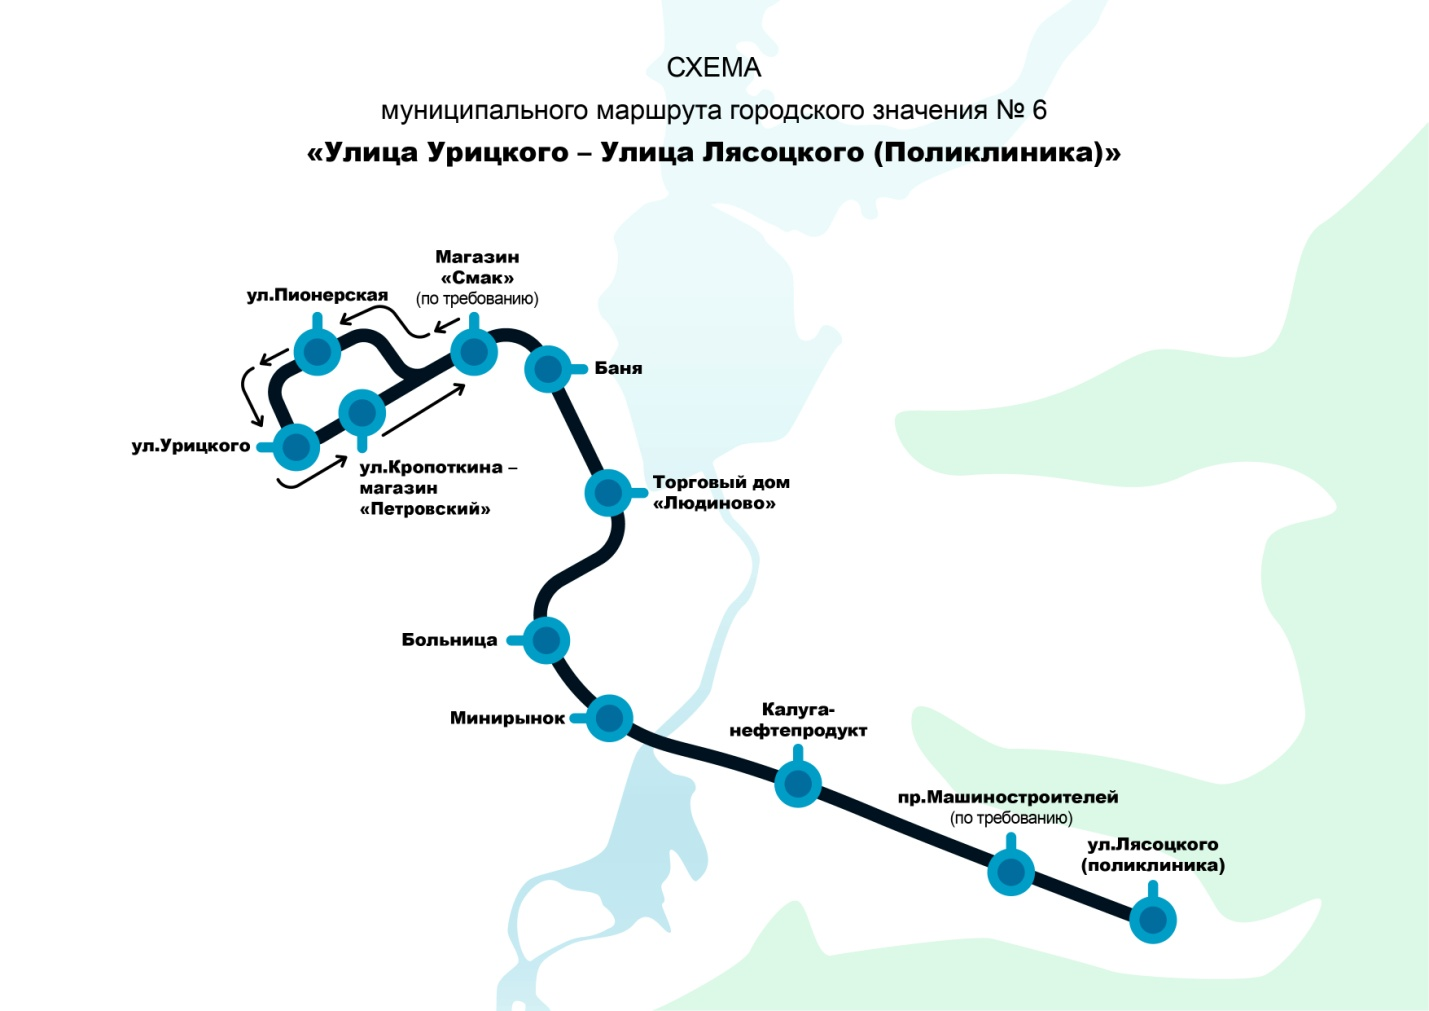 СХЕМА
муниципального маршрута городского значения № 6
«Улица Урицкого – Улица Лясоцкого (Поликлиника)»
Магазин
«Смак»
(по требованию)
ул.Пионерская
Баня
ул.Урицкого
ул.Кропоткина –
магазин
«Петровский»
Торговый дом
«Людиново»
Больница
Минирынок
Калуга-
нефтепродукт
пр.Машиностроителей
(по требованию)
ул.Лясоцкого
(поликлиника)